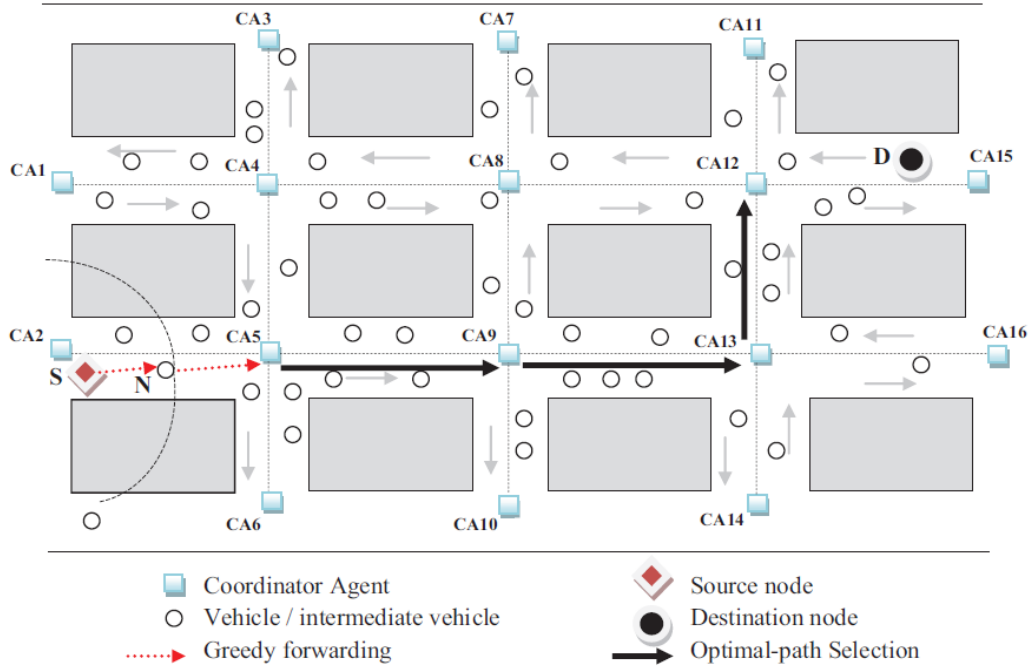 CA3
CA7
CA11
CA1
CA4
CA8
CA12
D
CA15
CA2
CA5
CA9
CA13
CA16
S
N
CA6
CA10
CA14
Coordinator Agent
Source node
Vehicle / intermediate vehicle
Destination node
Greedy forwarding
Optimal-path Selection